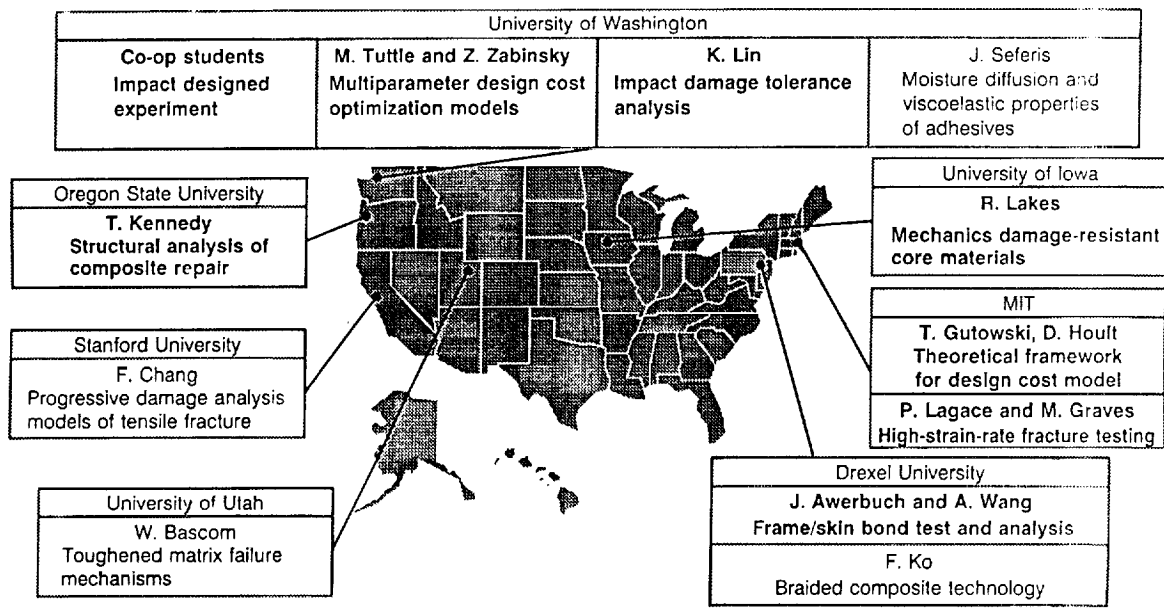 University of Washington
Co-op students
Impact designed
experiment
M. Tuttle and Z. Zabinsky
Multiparameter design cost
optimization models
K. Lin
Impact damage tolerance
analysis
J. Seferis
Moisture diffusion and
viscoelastic properties
of adhesives
Oregon State University
T. Kennedy
Structural analysis of
composite repair
University of Iowa
R. Lakes
Mechanics damage-resistant
core materials
Stanford University
F. Chang
Progressive damage analysis
models of tensile fracture
MIT
T. Gutowski, D. Hoult
Theoretical framework
for design cost model
P. Lagace and M. Graves
High-strain-rate fracture testing
University of Utah
W. Bascom
Toughened matrix failure
mechanisms
Drexel University
J. Awerbuch and A. Wang
Frame/skin bond test and analysis
F. Ko
Braided composite technology